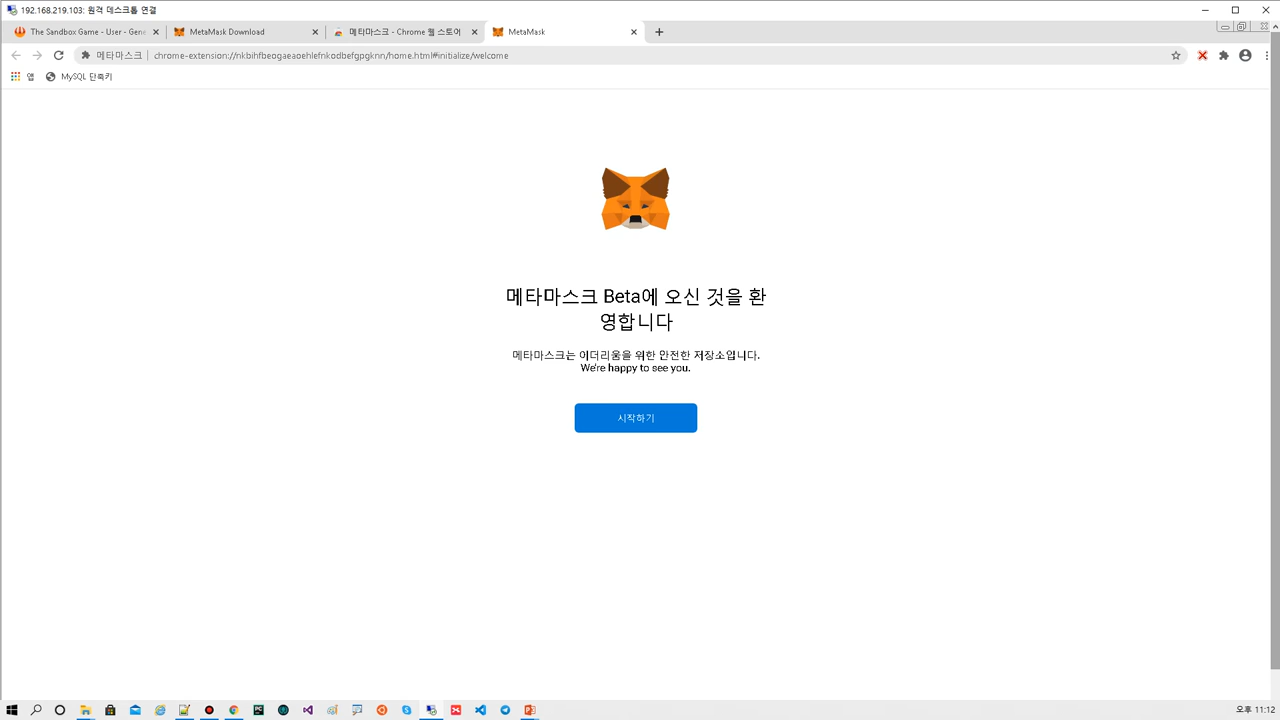 192.168.219.103: 원격 데스크톱 연결
The Sandbox Game - User - Gene
MetaMask Download
메타마스크 - Chrome 웹 스토어
MetaMask
메타마스크
chrome-extension://nkbihfbeogaeaoehlefnkodbefgpgknn/home.html#initialize/welcome
앱
MySQL 단축키
메타마스크 Beta에 오신 것을 환
영합니다
메타마스크는 이더리움을 위한 안전한 저장소입니다.
We're happy to see you.
시작하기
오후 11:12